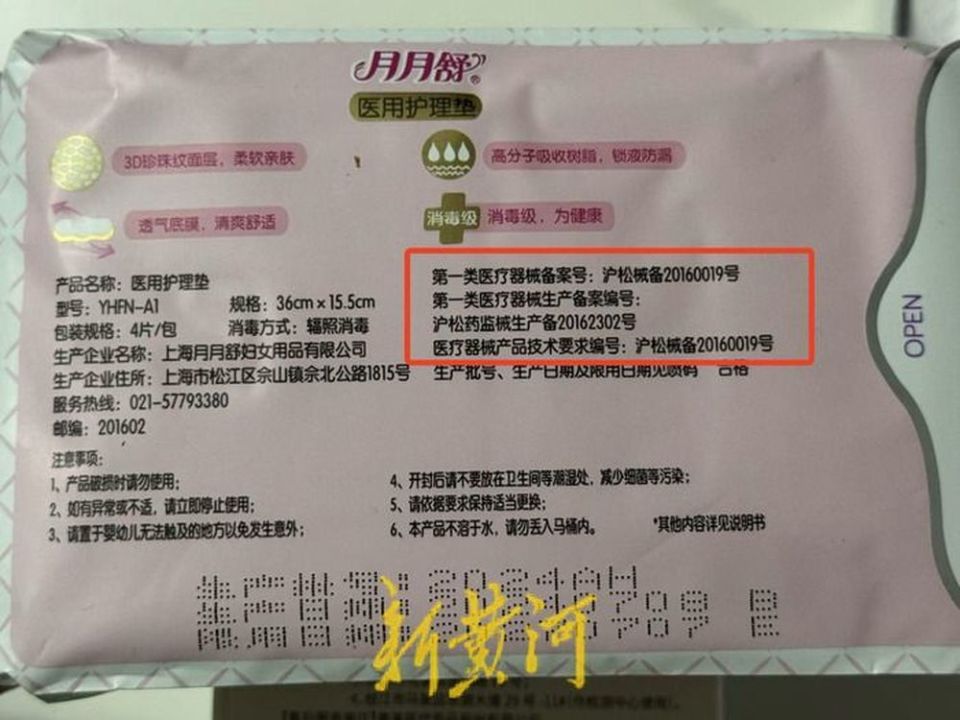 月月舒®
医用护理垫
3D珍珠纹面层，柔软亲肤
高分子吸收树脂，锁液防漏
透气底膜，清爽舒适
消毒级
消毒级，为健康
产品名称：医用护理垫
型号：YHFN-A1 规格：36cm×15.5cm
包装规格：4片/包 消毒方式：辐照消毒
生产企业名称：上海月月舒妇女用品有限公司
生产企业住所：上海市松江区佘山镇佘北公路1815号
服务热线：021-57793380
邮编：201602
第一类医疗器械备案号：沪松械备20160019号
第一类医疗器械生产备案编号：
沪松药监械生产备20162302号
医疗器械产品技术要求编号：沪松械备20160019号
生产批号、生产日期及限用日期见喷码 合格
OPEN
注意事项：
1、产品破损时请勿使用；
2、如有异常或不适，请立即停止使用；
3、请置于婴幼儿无法触及的地方以免发生意外；
4、开封后请不要放在卫生间等潮湿处，减少细菌等污染；
5、请依据要求保持适当更换；
6、本产品不溶于水，请勿丢入马桶内。
*其他内容详见说明书
新黄河